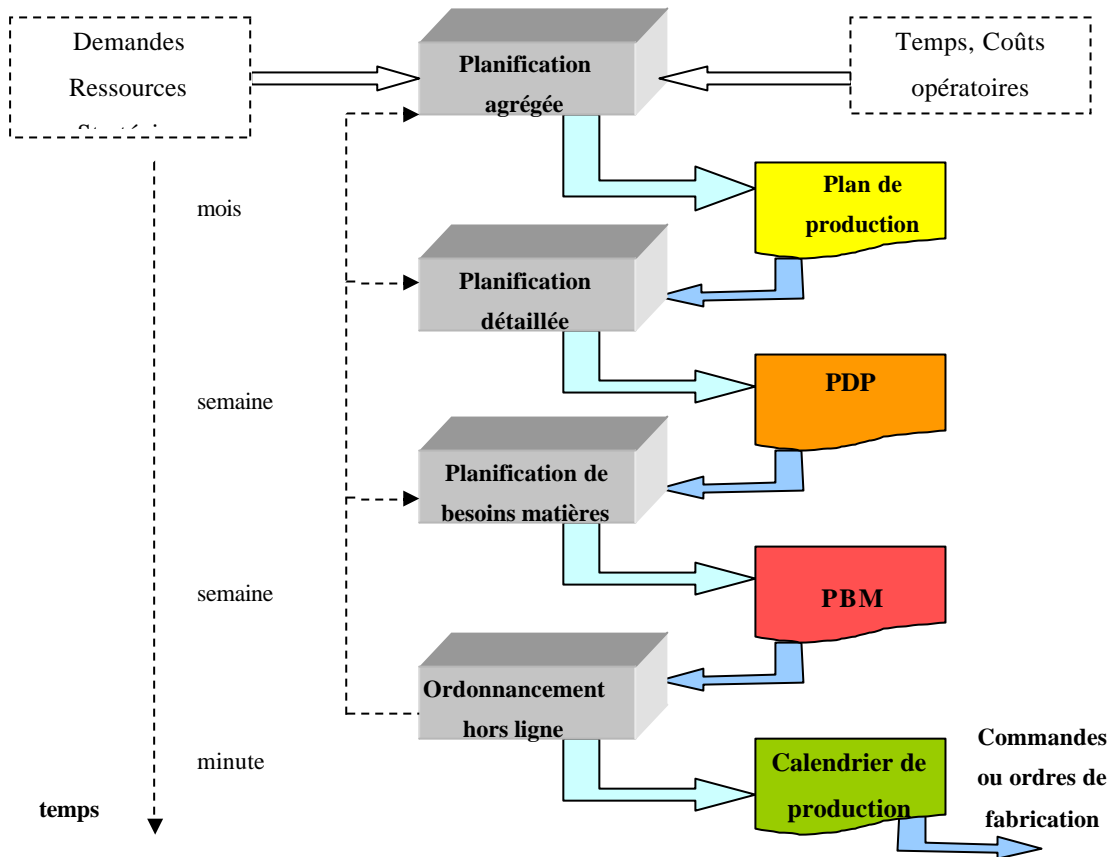 Demandes
Ressources
Temps, Coûts
opératoires
Planification
agrégée
mois
Plan de
production
Planification
détaillée
semaine
PDP
Planification de
besoins matières
semaine
PBM
Ordonnancement
hors ligne
minute
temps
Calendrier de
production
Commandes
ou ordres de
fabrication